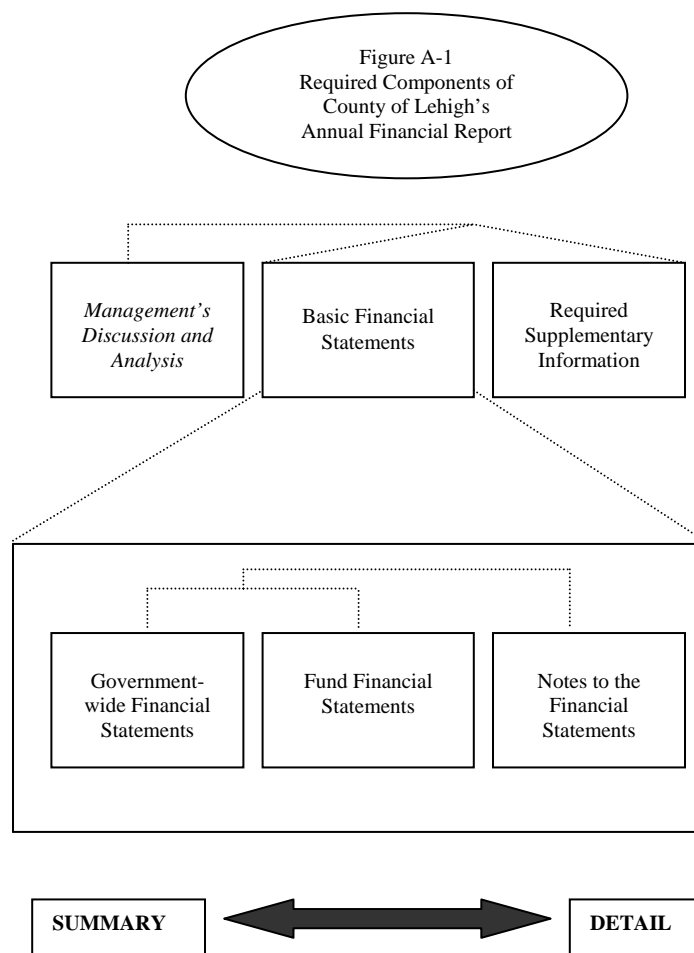 Figure A-1
Required Components of
County of Lehigh’s
Annual Financial Report
Management’s
Discussion and
Analysis
Basic Financial
Statements
Required
Supplementary
Information
Government-
wide Financial
Statements
Fund Financial
Statements
Notes to the
Financial
Statements
SUMMARY
DETAIL